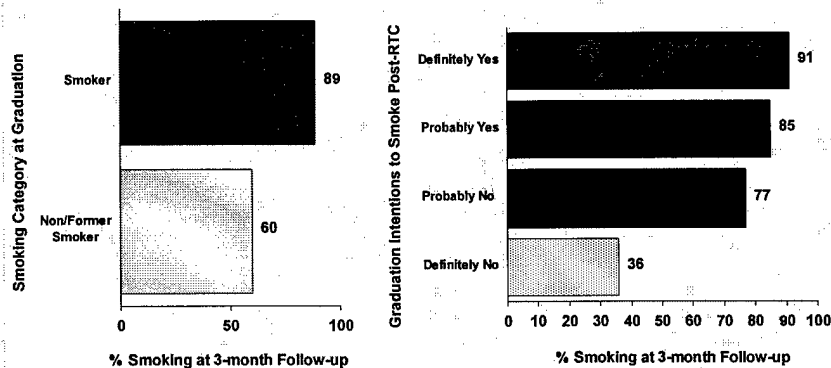 Smoking Category at Graduation
Smoker
89
Non/Former
Smoker
60
0 50 100
% Smoking at 3-month Follow-up
Graduation Intentions to Smoke Post-RTC
Definitely Yes
91
Probably Yes
85
Probably No
77
Definitely No
36
0 10 20 30 40 50 60 70 80 90 100
% Smoking at 3-month Follow-up